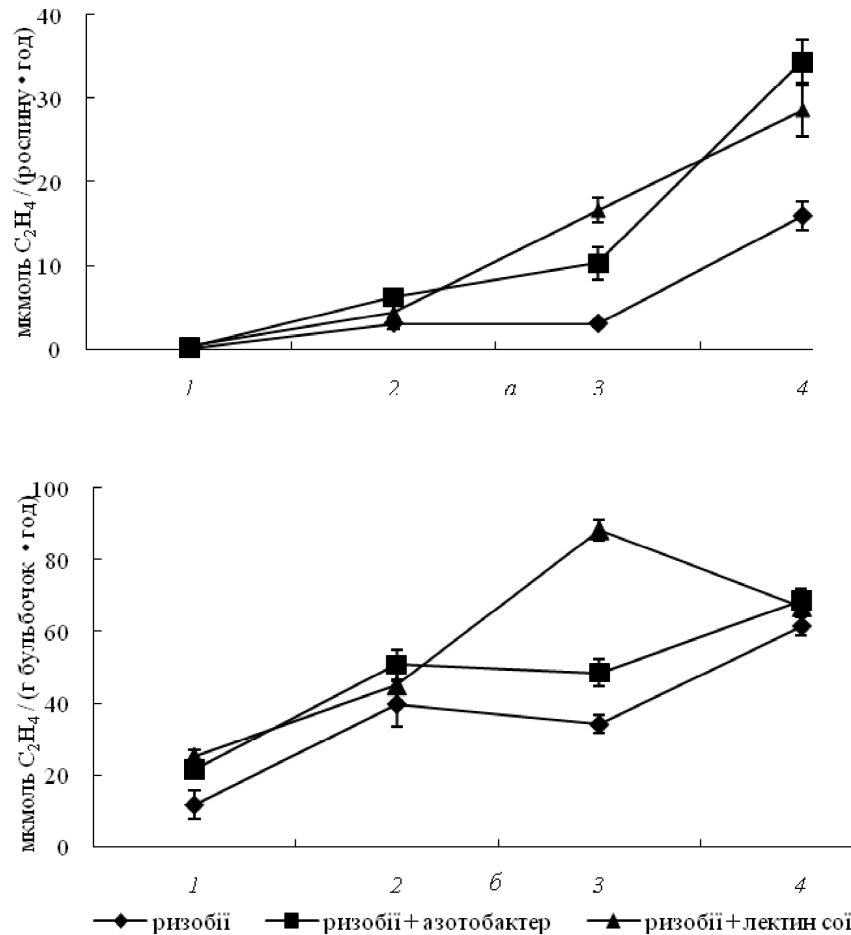 мкмоль C₂H₄ / (рослину • год)
40
30
20
10
0
1 2 а 3 4
мкмоль C₂H₄ / (г бульбочок • год)
100
80
60
40
20
0
1 2 б 3 4
ризобії ризобії + азотобактер ризобії + лектин сої